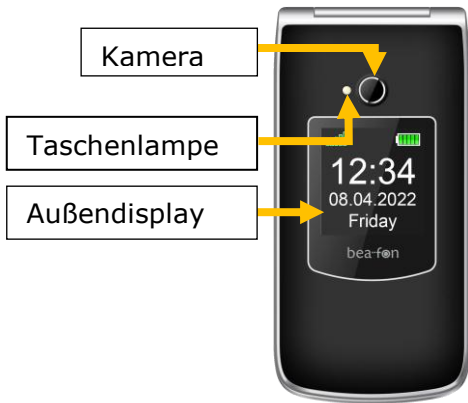 Kamera
Taschenlampe
Außendisplay
12:34
08.04.2022
Friday
bea-fon